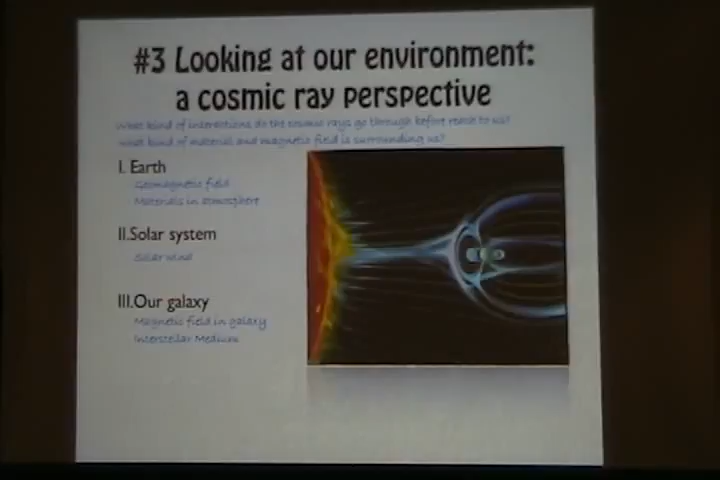 #3 Looking at our environment:
a cosmic ray perspective
What kind of interactions do the cosmic rays go through before reach to us?
What kind of material and magnetic field is surrounding us?
I. Earth
Geomagnetic field
Materials in atmosphere
II.Solar system
Solar wind
III.Our galaxy
Magnetic field in galaxy
Interstellar Medium